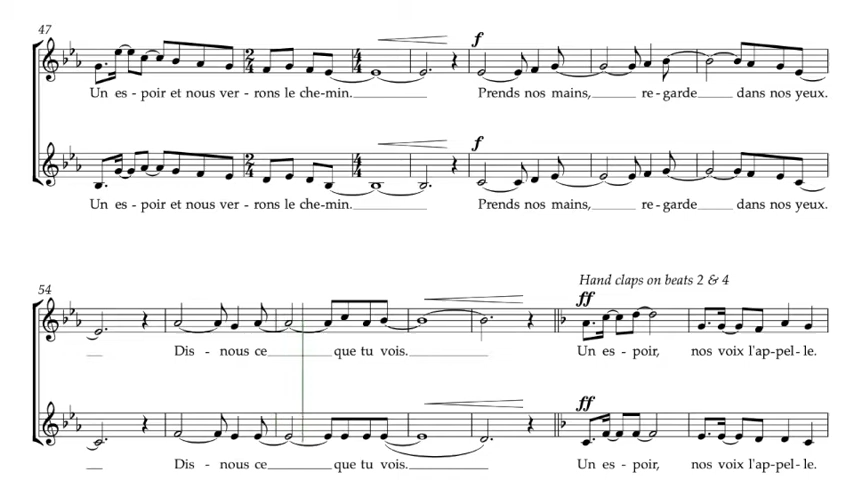 47
f
Un es - poir et nous ver - rons le che - min. Prends nos mains, re - garde dans nos yeux.
f
Un es - poir et nous ver - rons le che - min. Prends nos mains, re - garde dans nos yeux.
Hand claps on beats 2 & 4
54
ff
Dis - nous ce que tu vois. Un es - poir, nos voix l'ap - pel - le.
ff
Dis - nous ce que tu vois. Un es - poir, nos voix l'ap - pel - le.